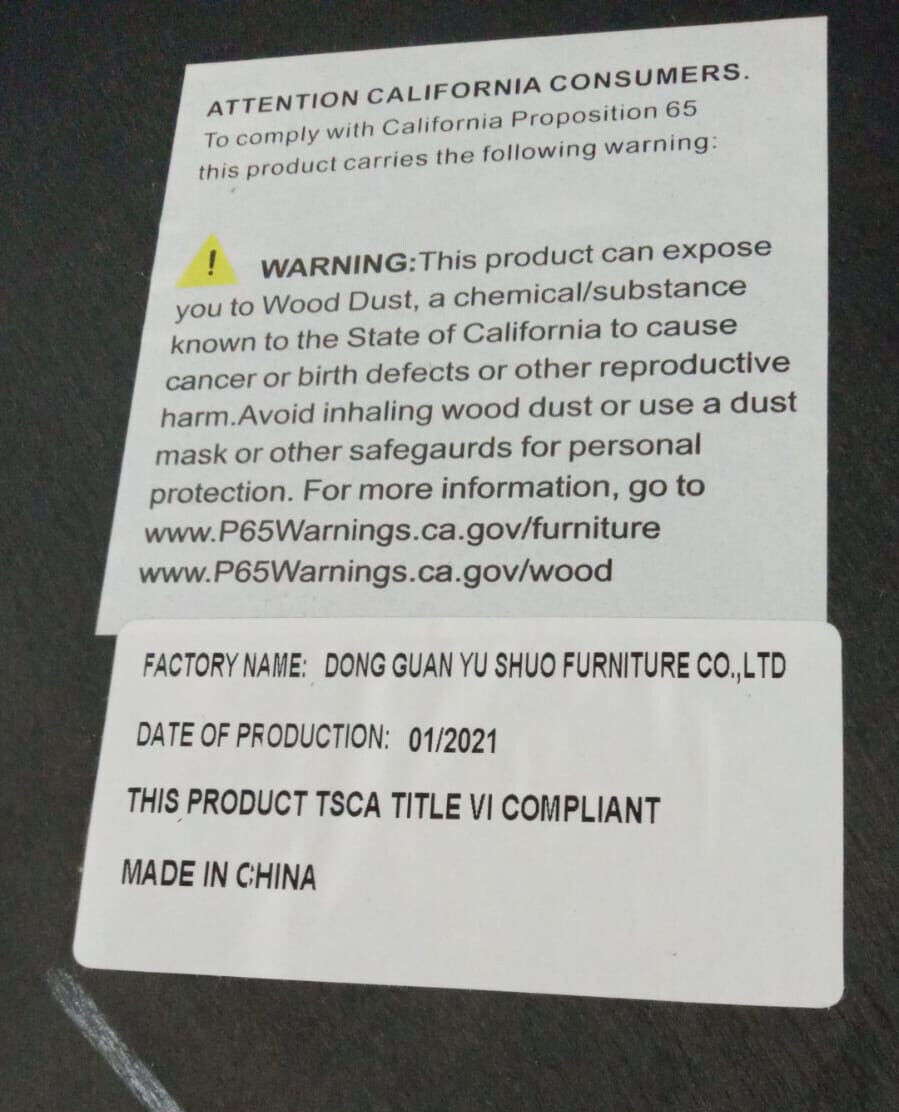 ATTENTION CALIFORNIA CONSUMERS.
To comply with California Proposition 65
this product carries the following warning:
! WARNING:This product can expose
you to Wood Dust, a chemical/substance
known to the State of California to cause
cancer or birth defects or other reproductive
harm.Avoid inhaling wood dust or use a dust
mask or other safegaurds for personal
protection. For more information, go to
www.P65Warnings.ca.gov/furniture
www.P65Warnings.ca.gov/wood
FACTORY NAME: DONG GUAN YU SHUO FURNITURE CO.,LTD
DATE OF PRODUCTION: 01/2021
THIS PRODUCT TSCA TITLE VI COMPLIANT
MADE IN CHINA